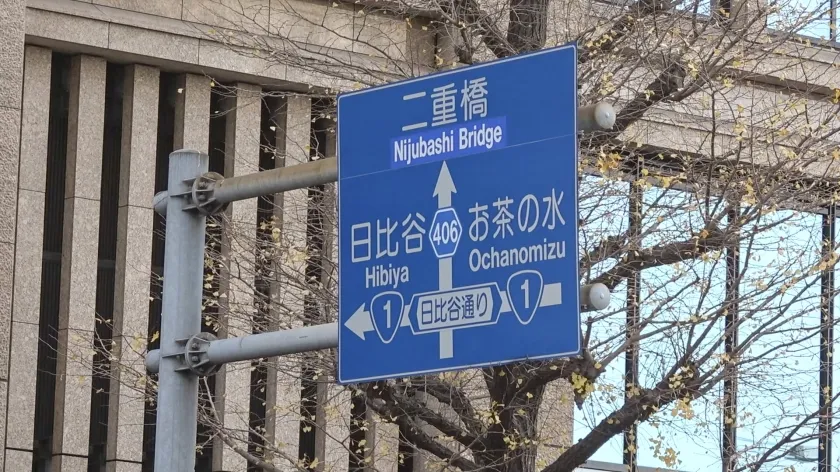 二重橋
Nijubashi Bridge
日比谷 406 お茶の水
Hibiya Ochanomizu
1 日比谷通り 1